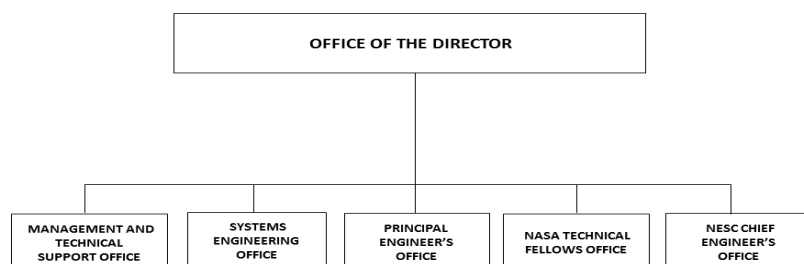 OFFICE OF THE DIRECTOR
MANAGEMENT AND
TECHNICAL
SUPPORT OFFICE
SYSTEMS
ENGINEERING
OFFICE
PRINCIPAL
ENGINEER'S
OFFICE
NASA TECHNICAL
FELLOWS OFFICE
NESC CHIEF
ENGINEER'S
OFFICE